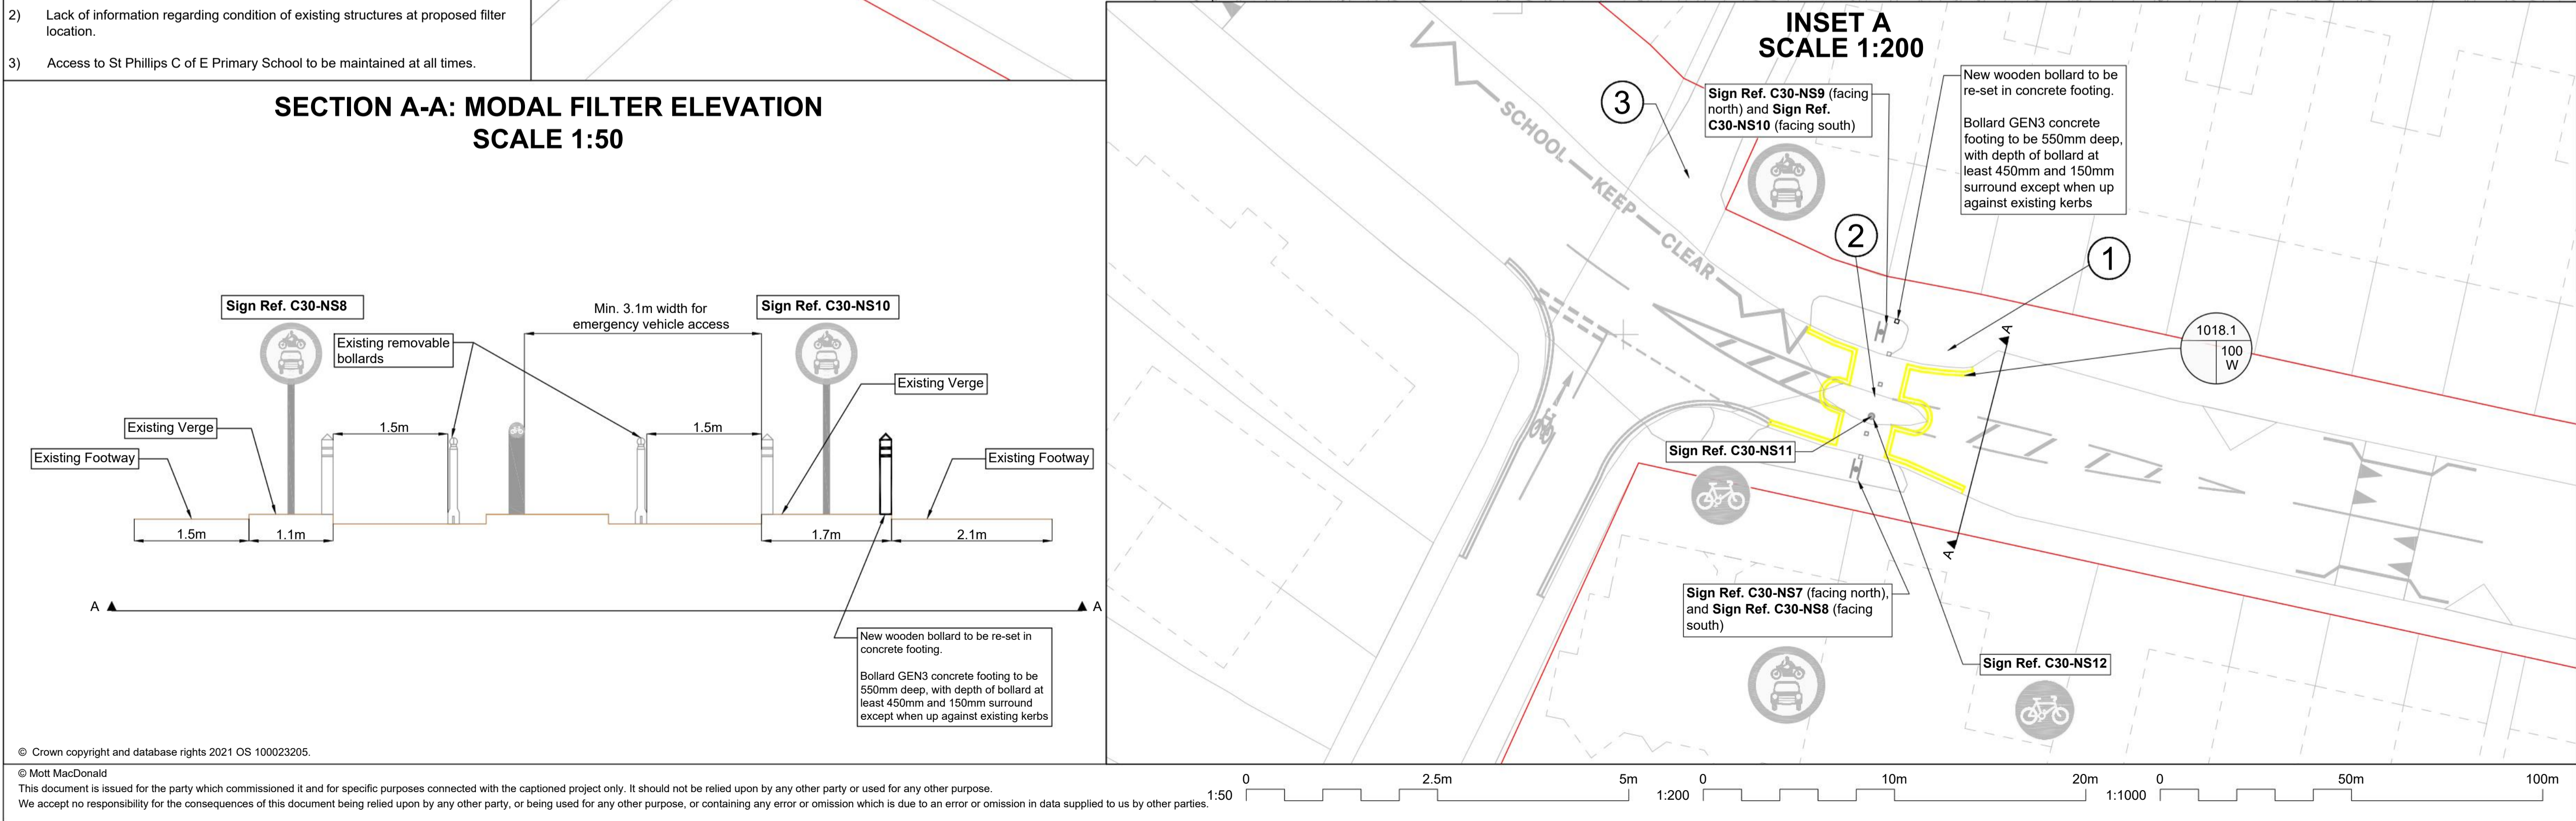 2) Lack of information regarding condition of existing structures at proposed filter
location.
3) Access to St Phillips C of E Primary School to be maintained at all times.
SECTION A-A: MODAL FILTER ELEVATION
SCALE 1:50
Sign Ref. C30-NS8
Existing removable
bollards
Min. 3.1m width for
emergency vehicle access
Sign Ref. C30-NS10
Existing Verge
Existing Verge
Existing Footway
Existing Footway
1.5m
1.5m
1.5m
1.1m
1.7m
2.1m
A
A
New wooden bollard to be re-set in
concrete footing.
Bollard GEN3 concrete footing to be
550mm deep, with depth of bollard at
least 450mm and 150mm surround
except when up against existing kerbs
© Crown copyright and database rights 2021 OS 100023205.
INSET A
SCALE 1:200
3
Sign Ref. C30-NS9 (facing
north) and Sign Ref.
C30-NS10 (facing south)
New wooden bollard to be
re-set in concrete footing.
Bollard GEN3 concrete
footing to be 550mm deep,
with depth of bollard at
least 450mm and 150mm
surround except when up
against existing kerbs
SCHOOL KEEP CLEAR
2
1
A
1018.1
100
W
Sign Ref. C30-NS11
A
Sign Ref. C30-NS7 (facing north),
and Sign Ref. C30-NS8 (facing
south)
Sign Ref. C30-NS12
© Mott MacDonald
This document is issued for the party which commissioned it and for specific purposes connected with the captioned project only. It should not be relied upon by any other party or used for any other purpose.
We accept no responsibility for the consequences of this document being relied upon by any other party, or being used for any other purpose, or containing any error or omission which is due to an error or omission in data supplied to us by other parties.
1:50 0 2.5m 5m
1:200 0 10m 20m
1:1000 0 50m 100m